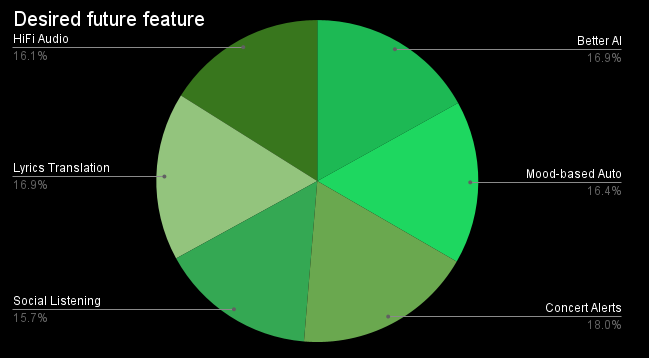 Desired future feature
HiFi Audio
16.1%
Better AI
16.9%
Lyrics Translation
16.9%
Mood-based Auto
16.4%
Social Listening
15.7%
Concert Alerts
18.0%